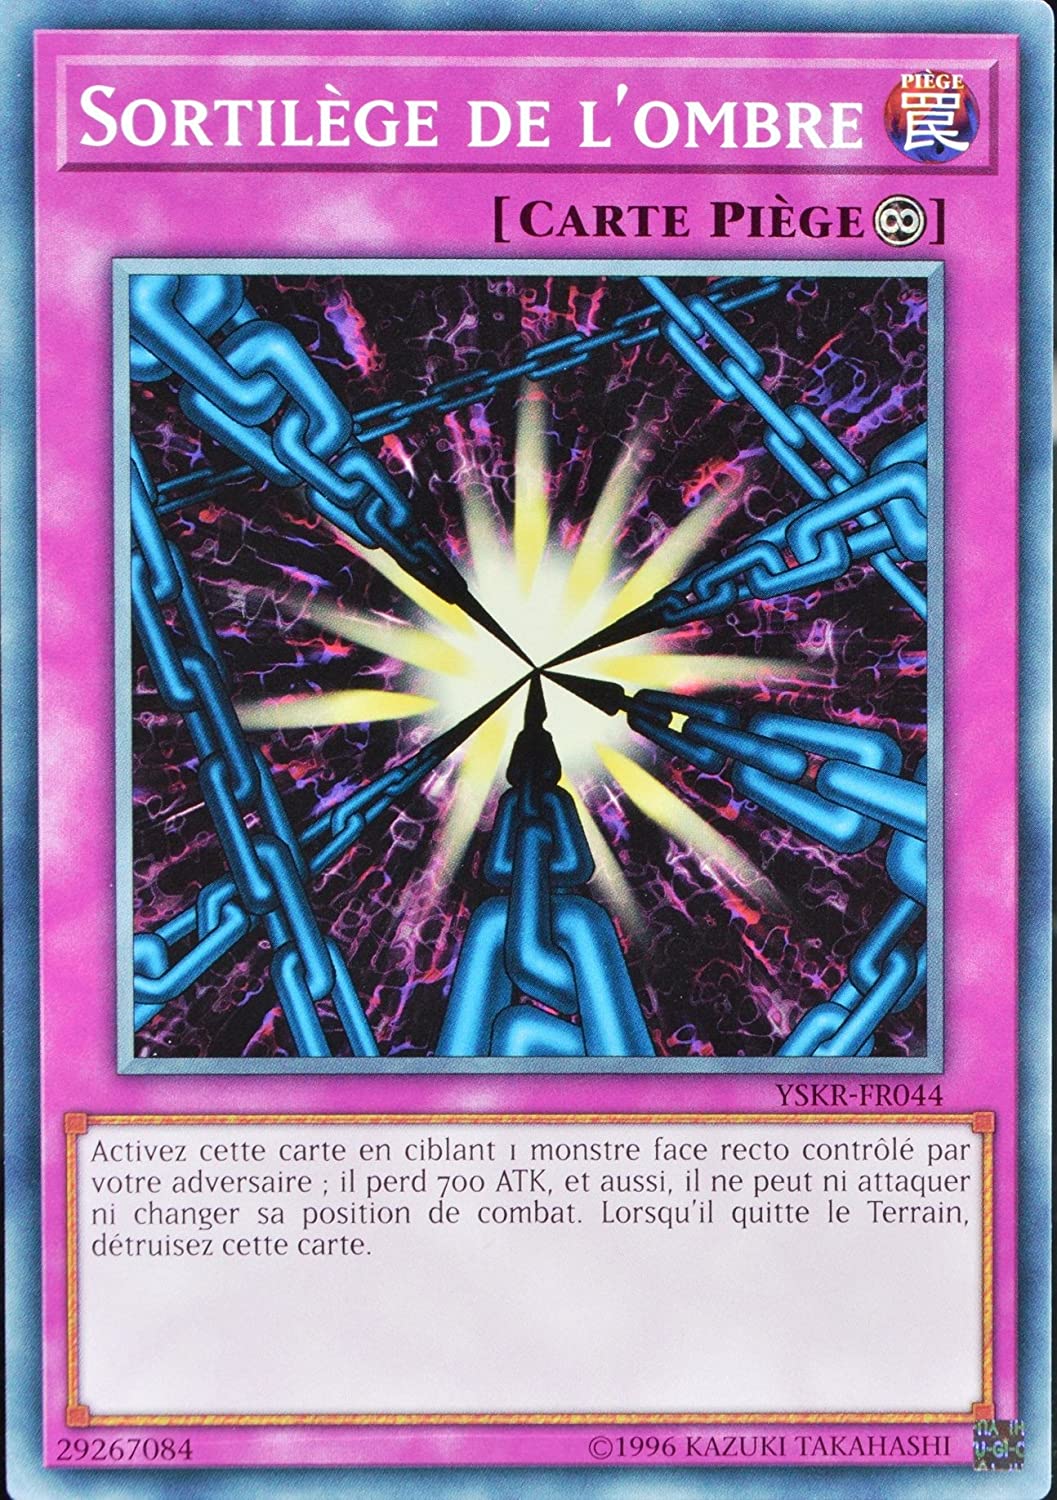 SORTILÈGE DE L'OMBRE
PIÈGE
罠
[CARTE PIÈGE∞]
YSKR-FR044
Activez cette carte en ciblant 1 monstre face recto contrôlé par
votre adversaire ; il perd 700 ATK, et aussi, il ne peut ni attaquer
ni changer sa position de combat. Lorsqu'il quitte le Terrain,
détruisez cette carte.
29267084
©1996 KAZUKI TAKAHASHI